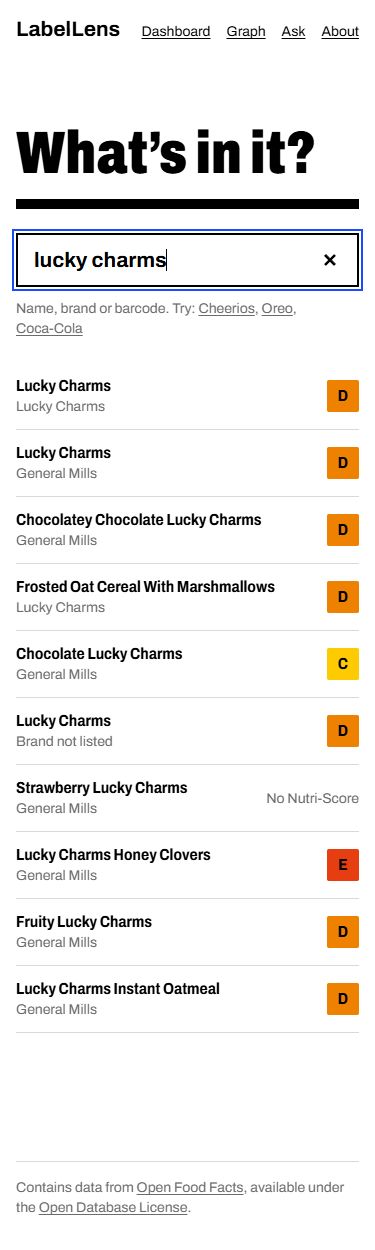 LabelLens Dashboard Graph Ask About
What’s in it?
lucky charms ✕
Name, brand or barcode. Try: Cheerios, Oreo,
Coca-Cola
Lucky Charms
Lucky Charms
D
Lucky Charms
General Mills
D
Chocolatey Chocolate Lucky Charms
General Mills
D
Frosted Oat Cereal With Marshmallows
Lucky Charms
D
Chocolate Lucky Charms
General Mills
C
Lucky Charms
Brand not listed
D
Strawberry Lucky Charms
General Mills
No Nutri-Score
Lucky Charms Honey Clovers
General Mills
E
Fruity Lucky Charms
General Mills
D
Lucky Charms Instant Oatmeal
General Mills
D
Contains data from Open Food Facts, available under
the Open Database License.